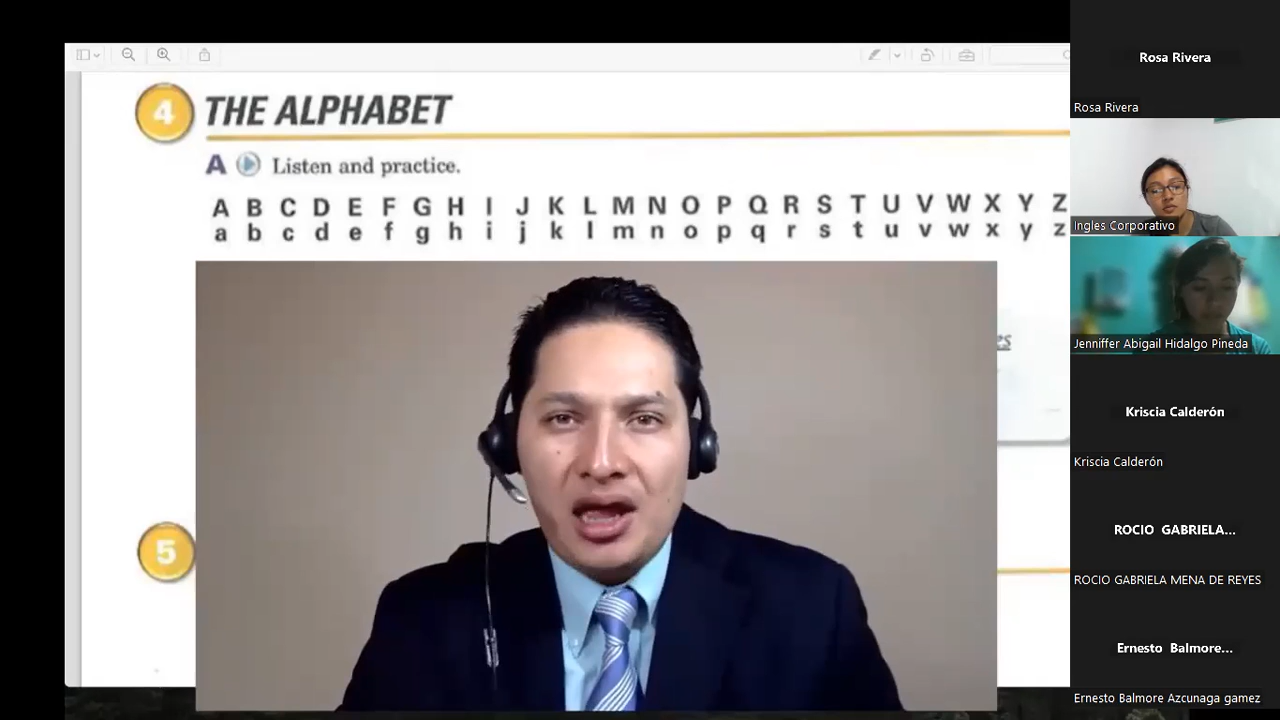 4 THE ALPHABET
A Listen and practice.
A B C D E F G H I J K L M N O P Q R S T U V W X Y Z
a b c d e f g h i j k l m n o p q r s t u v w x y z
5
Rosa Rivera
Rosa Rivera
Ingles Corporativo
Jenniffer Abigail Hidalgo Pineda
Kriscia Calderón
Kriscia Calderón
ROCIO GABRIELA...
ROCIO GABRIELA MENA DE REYES
Ernesto Balmore...
Ernesto Balmore Azcunaga gamez